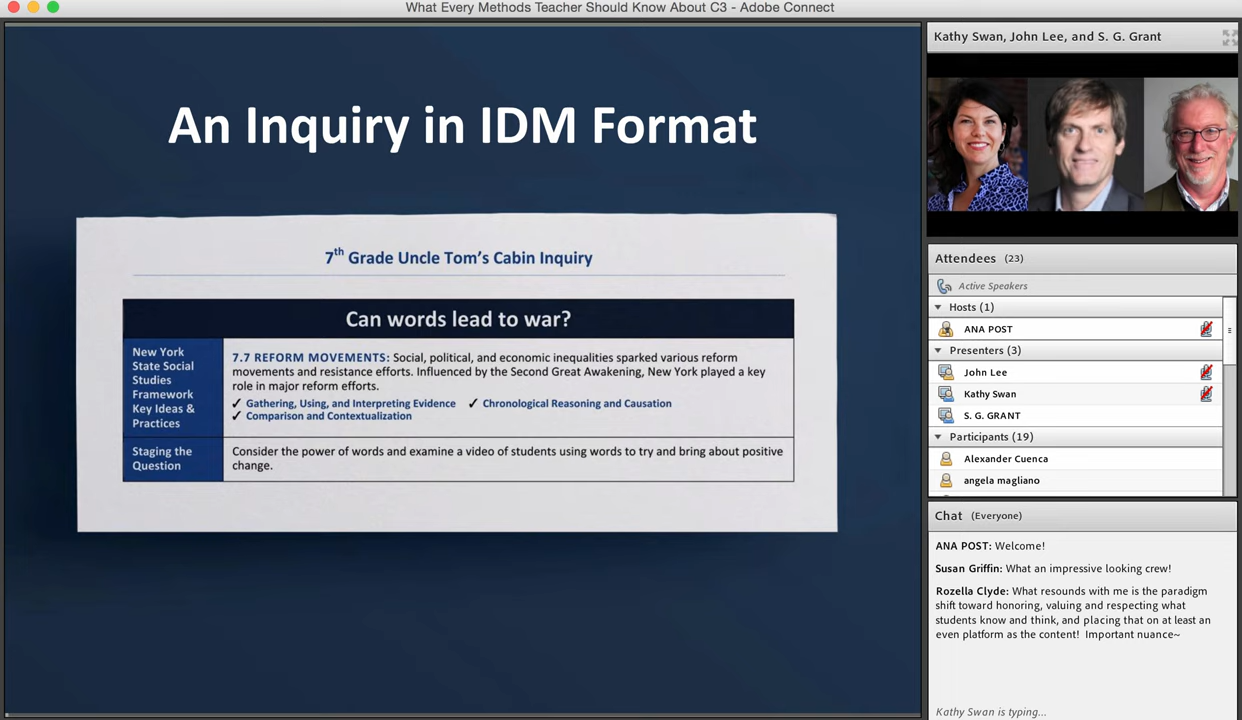 What Every Methods Teacher Should Know About C3 - Adobe Connect
An Inquiry in IDM Format
7th Grade Uncle Tom's Cabin Inquiry
Can words lead to war?
New York
State Social
Studies
Framework
Key Ideas &
Practices
7.7 REFORM MOVEMENTS: Social, political, and economic inequalities sparked various reform
movements and resistance efforts. Influenced by the Second Great Awakening, New York played a key
role in major reform efforts.
✓ Gathering, Using, and Interpreting Evidence ✓ Chronological Reasoning and Causation
✓ Comparison and Contextualization
Staging the
Question
Consider the power of words and examine a video of students using words to try and bring about positive
change.
Kathy Swan, John Lee, and S. G. Grant
Attendees (23)
Active Speakers
Hosts (1)
ANA POST
Presenters (3)
John Lee
Kathy Swan
S. G. GRANT
Participants (19)
Alexander Cuenca
angela magliano
Chat (Everyone)
ANA POST: Welcome!
Susan Griffin: What an impressive looking crew!
Rozella Clyde: What resounds with me is the paradigm
shift toward honoring, valuing and respecting what
students know and think, and placing that on at least an
even platform as the content! Important nuance~
Kathy Swan is typing...